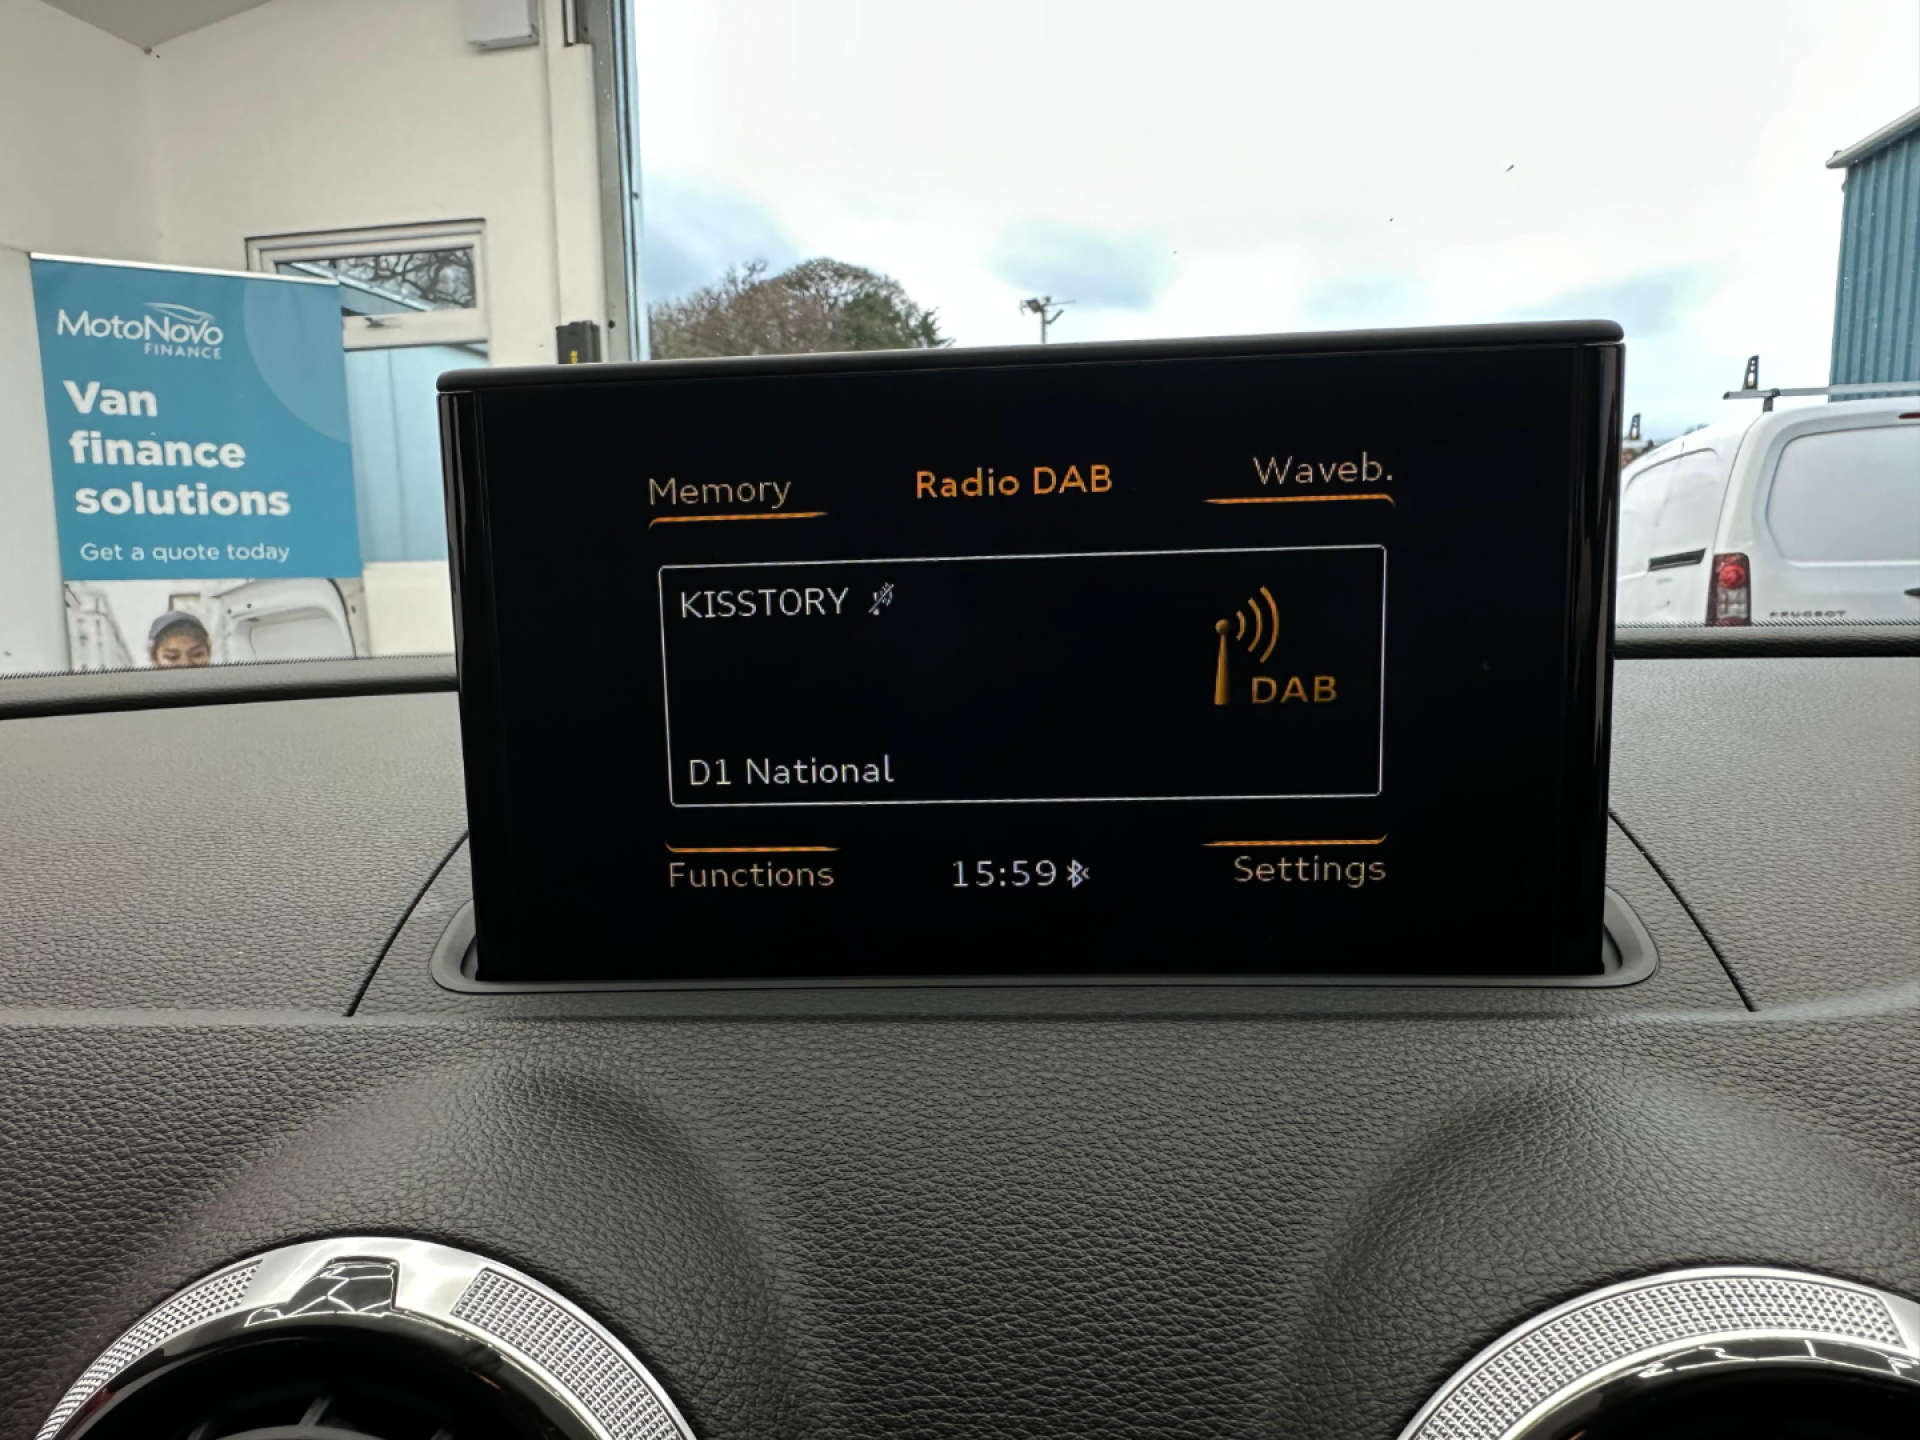 MotoNovo
FINANCE
Van
finance
solutions
Get a quote today
Memory
Radio DAB
Waveb.
KISSTORY
DAB
D1 National
Functions
15:59
Settings
PEUGEOT